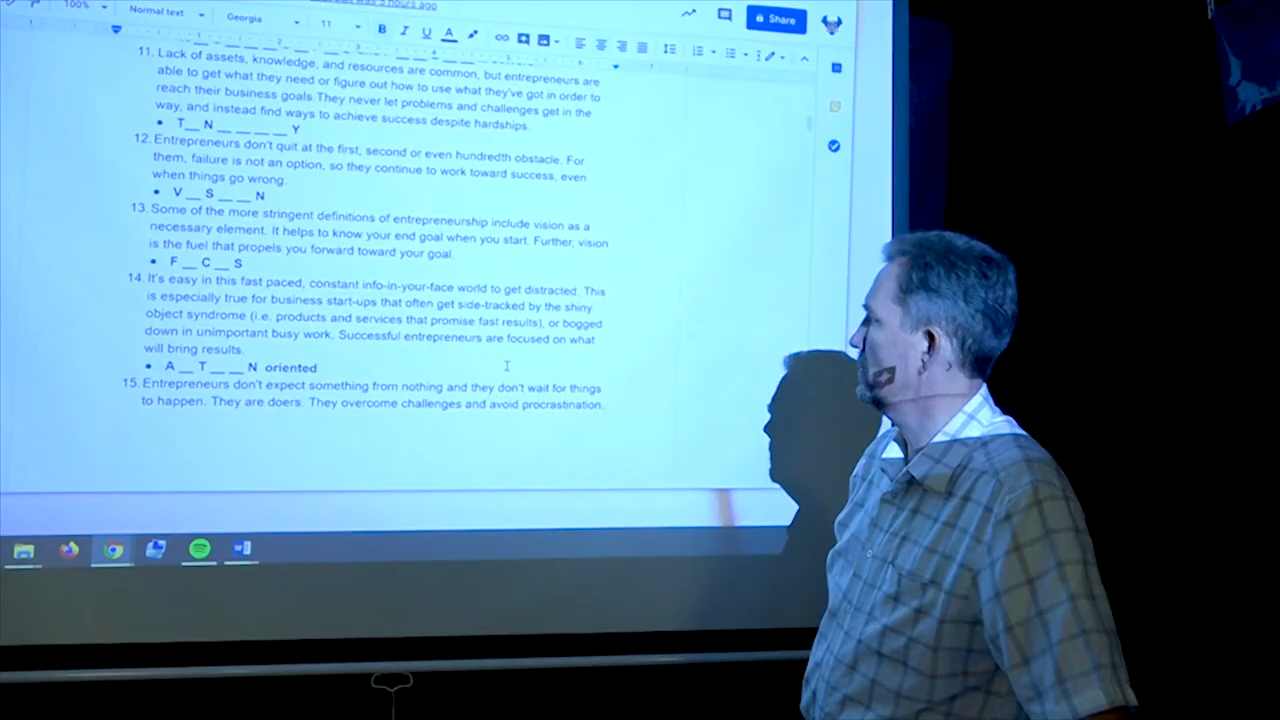 100% Normal text Georgia 11 B I U A Share
11. Lack of assets, knowledge, and resources are common, but entrepreneurs are
able to get what they need or figure out how to use what they've got in order to
reach their business goals. They never let problems and challenges get in the
way, and instead find ways to achieve success despite hardships.
• T__ N __ __ __ __ Y
12. Entrepreneurs don't quit at the first, second or even hundredth obstacle. For
them, failure is not an option, so they continue to work toward success, even
when things go wrong.
• V __ S __ __ N
13. Some of the more stringent definitions of entrepreneurship include vision as a
necessary element. It helps to know your end goal when you start. Further, vision
is the fuel that propels you forward toward your goal.
• F __ C __ S
14. It's easy in this fast paced, constant info-in-your-face world to get distracted. This
is especially true for business start-ups that often get side-tracked by the shiny
object syndrome (i.e. products and services that promise fast results), or bogged
down in unimportant busy work. Successful entrepreneurs are focused on what
will bring results.
• A __ T __ __ N oriented
15. Entrepreneurs don't expect something from nothing and they don't wait for things
to happen. They are doers. They overcome challenges and avoid procrastination.